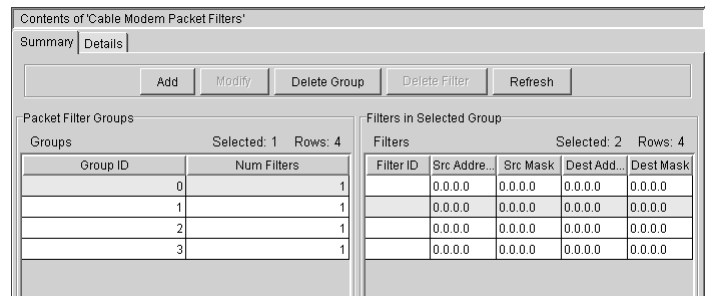 Contents of 'Cable Modem Packet Filters'
Summary Details
Add Modify Delete Group Delete Filter Refresh
Packet Filter Groups
Groups Selected: 1 Rows: 4
Group ID Num Filters
0 1
1 1
2 1
3 1
Filters in Selected Group
Filters Selected: 2 Rows: 4
Filter ID Src Addre... Src Mask Dest Add... Dest Mask
0.0.0.0 0.0.0.0 0.0.0.0 0.0.0.0
0.0.0.0 0.0.0.0 0.0.0.0 0.0.0.0
0.0.0.0 0.0.0.0 0.0.0.0 0.0.0.0
0.0.0.0 0.0.0.0 0.0.0.0 0.0.0.0